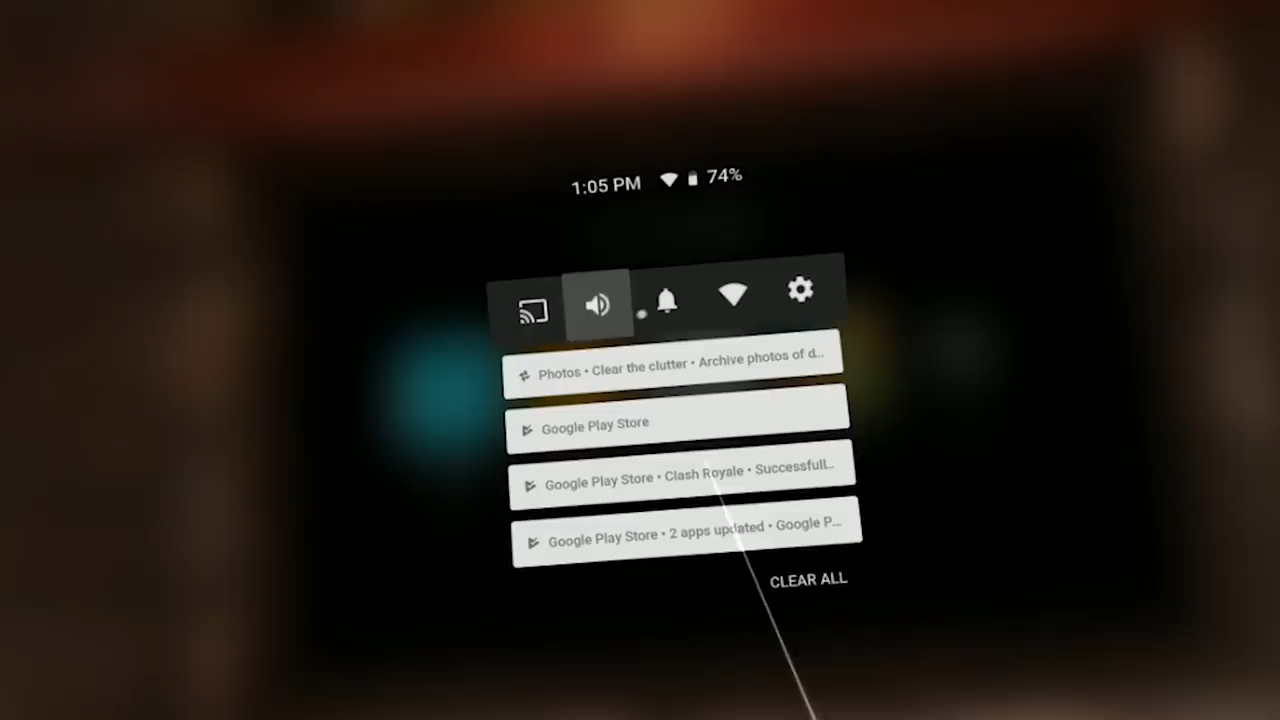 1:05 PM 74%
Photos • Clear the clutter • Archive photos of d...
Google Play Store
Google Play Store • Clash Royale • Successfull...
Google Play Store • 2 apps updated • Google P...
CLEAR ALL